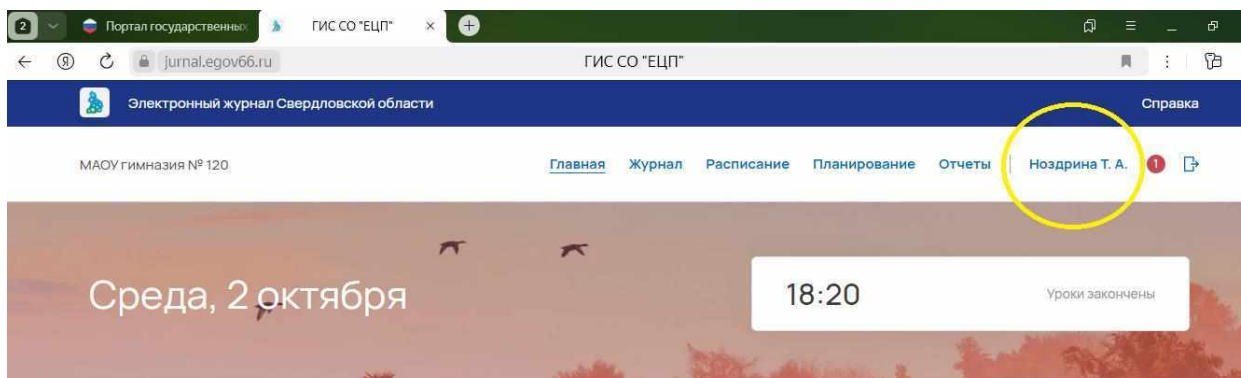 2 Портал государственных ГИС СО "ЕЦП"
Я jurnal.egov66.ru ГИС СО "ЕЦП"
Электронный журнал Свердловской области Справка
МАОУ гимназия № 120 Главная Журнал Расписание Планирование Отчеты Ноздрина Т. А. 1
Среда, 2 октября 18:20 Уроки закончены